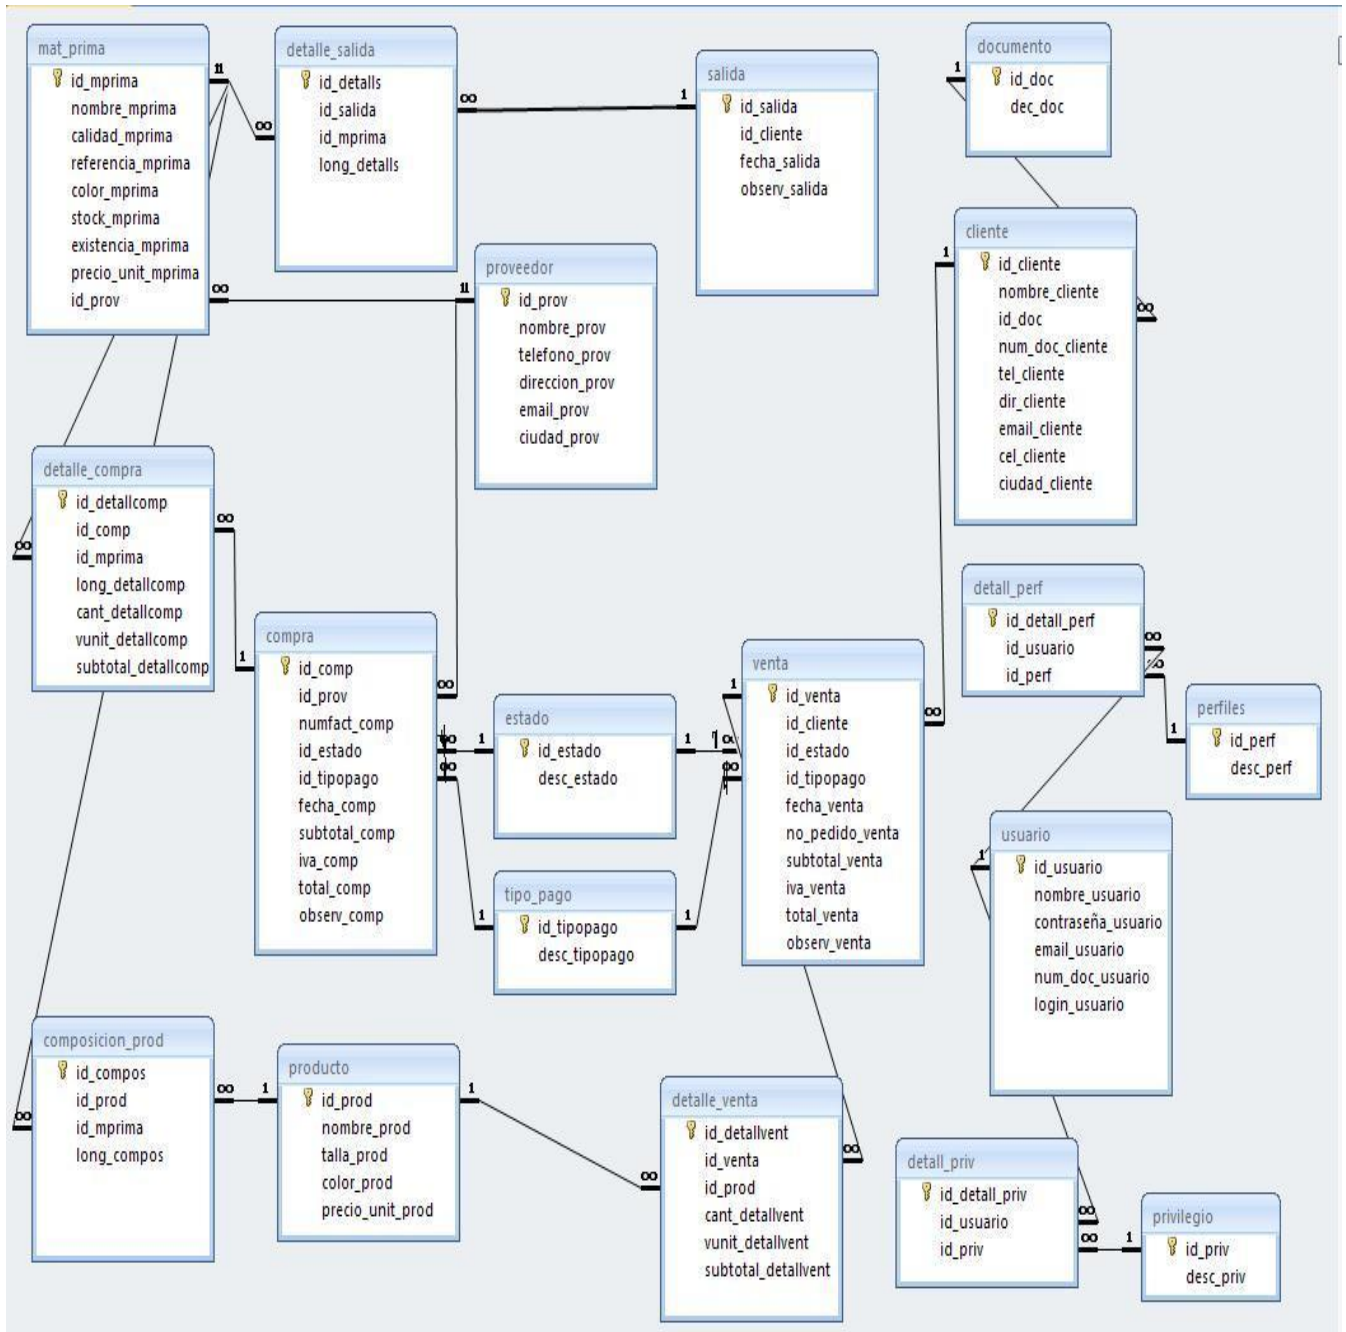 mat_prima
id_mprima
nombre_mprima
calidad_mprima
referencia_mprima
color_mprima
stock_mprima
existencia_mprima
precio_unit_mprima
id_prov
detalle_salida
id_detalls
id_salida
id_mprima
long_detalls
salida
id_salida
id_cliente
fecha_salida
observ_salida
documento
id_doc
dec_doc
proveedor
id_prov
nombre_prov
telefono_prov
direccion_prov
email_prov
ciudad_prov
cliente
id_cliente
nombre_cliente
id_doc
num_doc_cliente
tel_cliente
dir_cliente
email_cliente
cel_cliente
ciudad_cliente
detalle_compra
id_detallcomp
id_comp
id_mprima
long_detallcomp
cant_detallcomp
vunit_detallcomp
subtotal_detallcomp
compra
id_comp
id_prov
numfact_comp
id_estado
id_tipopago
fecha_comp
subtotal_comp
iva_comp
total_comp
observ_comp
estado
id_estado
desc_estado
tipo_pago
id_tipopago
desc_tipopago
venta
id_venta
id_cliente
id_estado
id_tipopago
fecha_venta
no_pedido_venta
subtotal_venta
iva_venta
total_venta
observ_venta
detall_perf
id_detall_perf
id_usuario
id_perf
perfiles
id_perf
desc_perf
usuario
id_usuario
nombre_usuario
contraseña_usuario
email_usuario
num_doc_usuario
login_usuario
composicion_prod
id_compos
id_prod
id_mprima
long_compos
producto
id_prod
nombre_prod
talla_prod
color_prod
precio_unit_prod
detalle_venta
id_detallvent
id_venta
id_prod
cant_detallvent
vunit_detallvent
subtotal_detallvent
detall_priv
id_detall_priv
id_usuario
id_priv
privilegio
id_priv
desc_priv